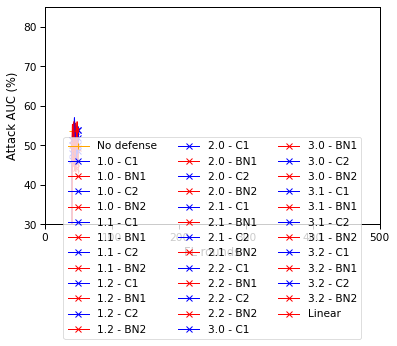 80
70
60
50
40
30
Attack AUC (%)
0
500
No defense
1.0 - C1
1.0 - BN1
1.0 - C2
1.0 - BN2
1.1 - C1
1.1 - BN1
1.1 - C2
1.1 - BN2
1.2 - C1
1.2 - BN1
1.2 - C2
1.2 - BN2
2.0 - C1
2.0 - BN1
2.0 - C2
2.0 - BN2
2.1 - C1
2.1 - BN1
2.1 - C2
2.1 - BN2
2.2 - C1
2.2 - BN1
2.2 - C2
2.2 - BN2
3.0 - C1
3.0 - BN1
3.0 - C2
3.0 - BN2
3.1 - C1
3.1 - BN1
3.1 - C2
3.1 - BN2
3.2 - C1
3.2 - BN1
3.2 - C2
3.2 - BN2
Linear